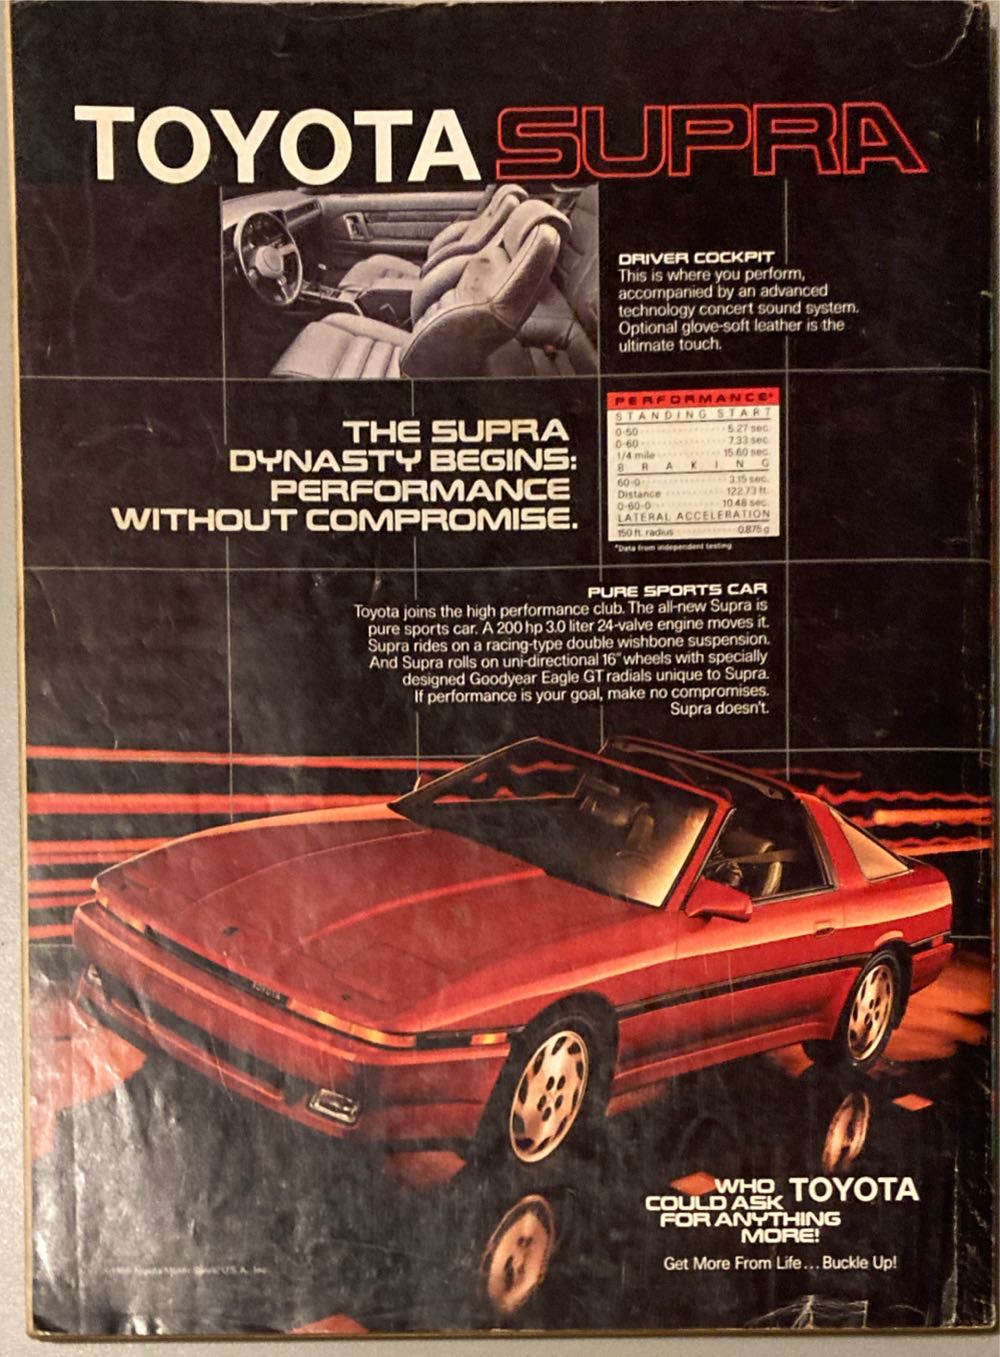 TOYOTA SUPRA
DRIVER COCKPIT
This is where you perform,
accompanied by an advanced
technology concert sound system.
Optional glove-soft leather is the
ultimate touch.
THE SUPRA
DYNASTY BEGINS:
PERFORMANCE
WITHOUT COMPROMISE.
PERFORMANCE*
STANDING START
0-50 5.27 sec.
0-60 7.33 sec.
1/4 mile 15.60 sec.
BRAKING
60-0 3.15 sec.
Distance 122.73 ft.
0-60-0 10.48 sec.
LATERAL ACCELERATION
150 ft. radius 0.875 g
*Data from independent testing.
PURE SPORTS CAR
Toyota joins the high performance club. The all-new Supra is
pure sports car. A 200 hp 3.0 liter 24-valve engine moves it.
Supra rides on a racing-type double wishbone suspension.
And Supra rolls on uni-directional 16" wheels with specially
designed Goodyear Eagle GT radials unique to Supra.
If performance is your goal, make no compromises.
Supra doesn't.
TOYOTA
WHO
COULD ASK
FOR ANYTHING
MORE!
TOYOTA
Get More From Life...Buckle Up!
Toyota Motor Sales, U.S.A., Inc.